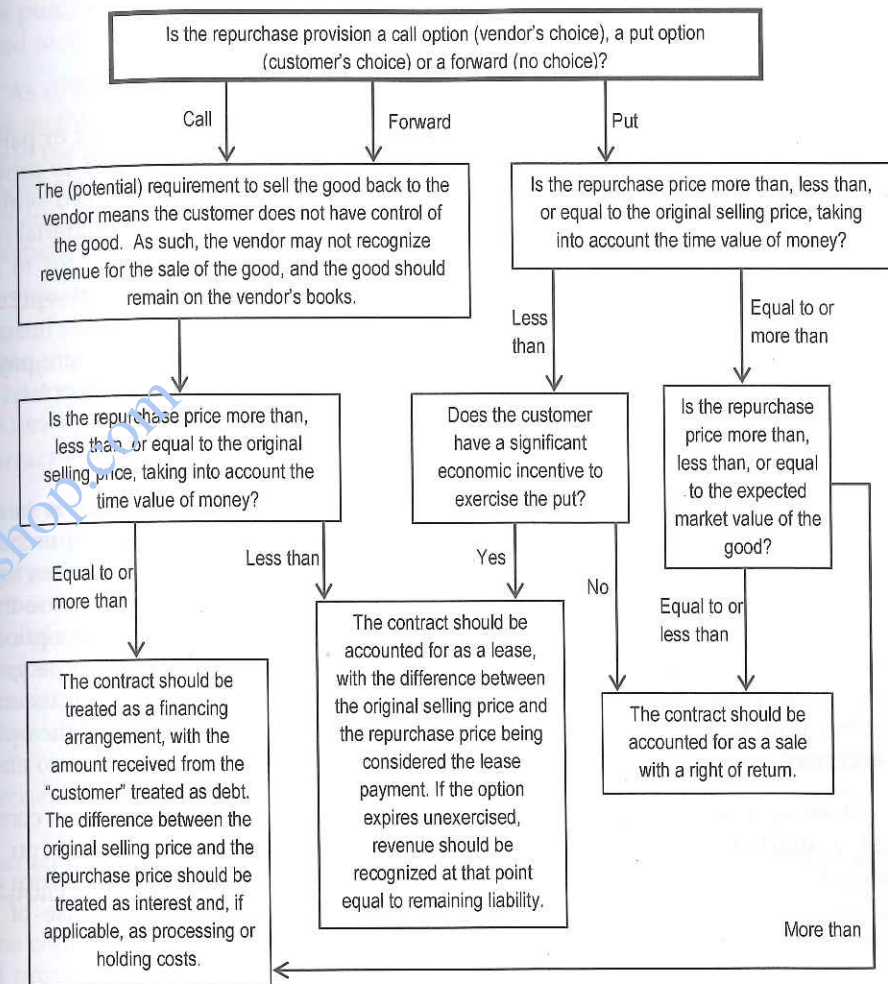 Is the repurchase provision a call option (vendor's choice), a put option
(customer's choice) or a forward (no choice)?
Call
Forward
Put
The (potential) requirement to sell the good back to the
vendor means the customer does not have control of
the good. As such, the vendor may not recognize
revenue for the sale of the good, and the good should
remain on the vendor's books.
Is the repurchase price more than, less than,
or equal to the original selling price, taking
into account the time value of money?
Less
than
Equal to or
more than
Is the repurchase price more than,
less than, or equal to the original
selling price, taking into account the
time value of money?
Does the customer
have a significant
economic incentive to
exercise the put?
Is the repurchase
price more than,
less than, or equal
to the expected
market value of the
good?
Equal to or
more than
Less than
Yes
No
Equal to or
less than
The contract should be
treated as a financing
arrangement, with the
amount received from the
“customer” treated as debt.
The difference between the
original selling price and the
repurchase price should be
treated as interest and, if
applicable, as processing or
holding costs.
The contract should be
accounted for as a lease,
with the difference between
the original selling price and
the repurchase price being
considered the lease
payment. If the option
expires unexercised,
revenue should be
recognized at that point
equal to remaining liability.
The contract should be
accounted for as a sale
with a right of return.
More than
shop.com